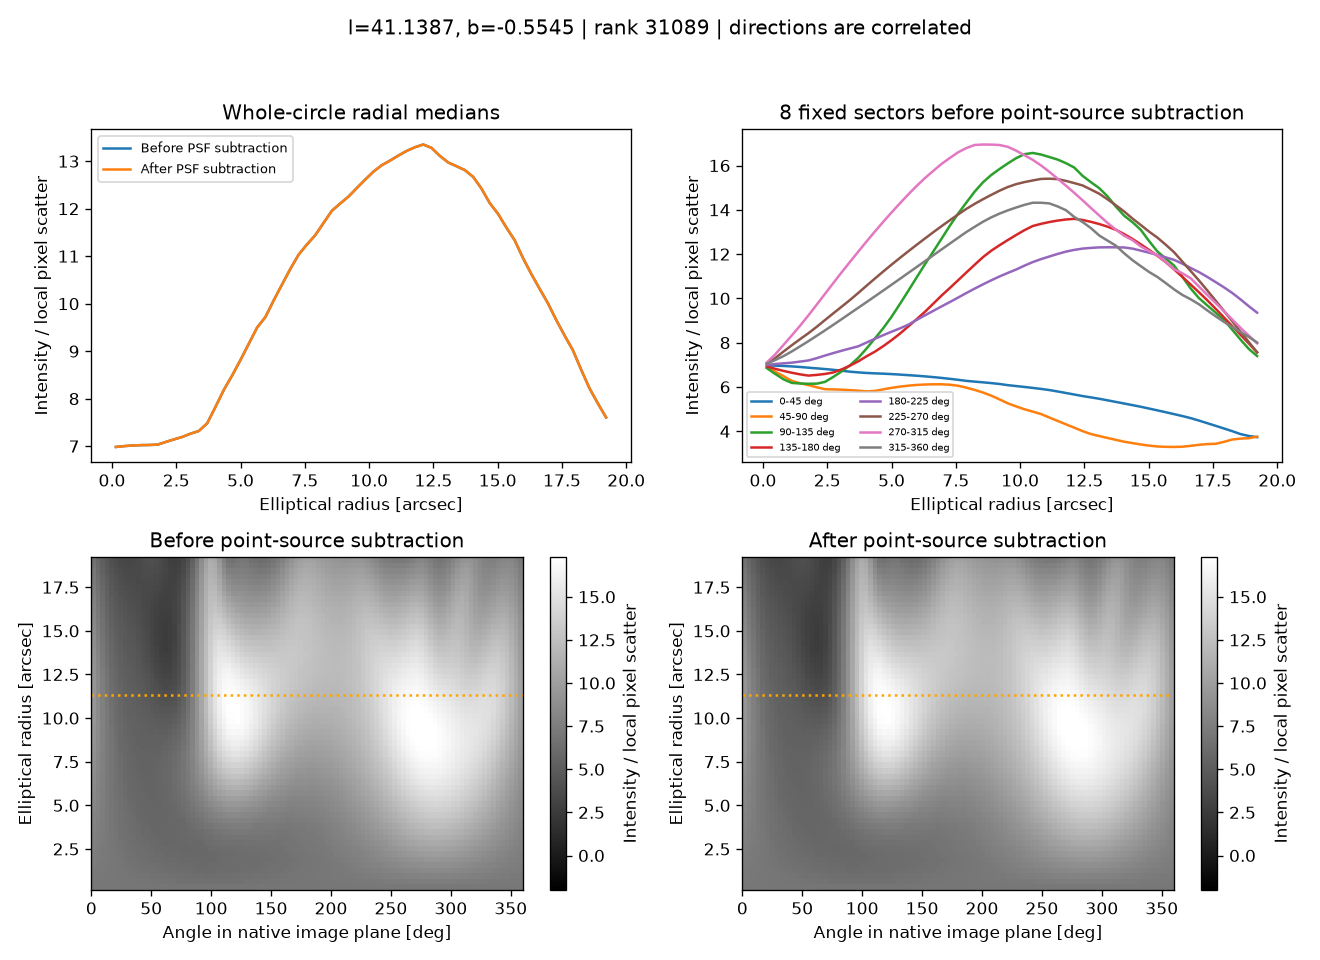 l=41.1387, b=-0.5545 | rank 31089 | directions are correlated
Whole-circle radial medians
Before PSF subtraction
After PSF subtraction
Intensity / local pixel scatter
13
12
11
10
9
8
7
0.0 2.5 5.0 7.5 10.0 12.5 15.0 17.5 20.0
Elliptical radius [arcsec]
8 fixed sectors before point-source subtraction
Intensity / local pixel scatter
16
14
12
10
8
6
4
0-45 deg 180-225 deg
45-90 deg 225-270 deg
90-135 deg 270-315 deg
135-180 deg 315-360 deg
0.0 2.5 5.0 7.5 10.0 12.5 15.0 17.5 20.0
Elliptical radius [arcsec]
Before point-source subtraction
Elliptical radius [arcsec]
17.5
15.0
12.5
10.0
7.5
5.0
2.5
0 50 100 150 200 250 300 350
Angle in native image plane [deg]
15.0
12.5
10.0
7.5
5.0
2.5
0.0
Intensity / local pixel scatter
After point-source subtraction
Elliptical radius [arcsec]
17.5
15.0
12.5
10.0
7.5
5.0
2.5
0 50 100 150 200 250 300 350
Angle in native image plane [deg]
15.0
12.5
10.0
7.5
5.0
2.5
0.0
Intensity / local pixel scatter